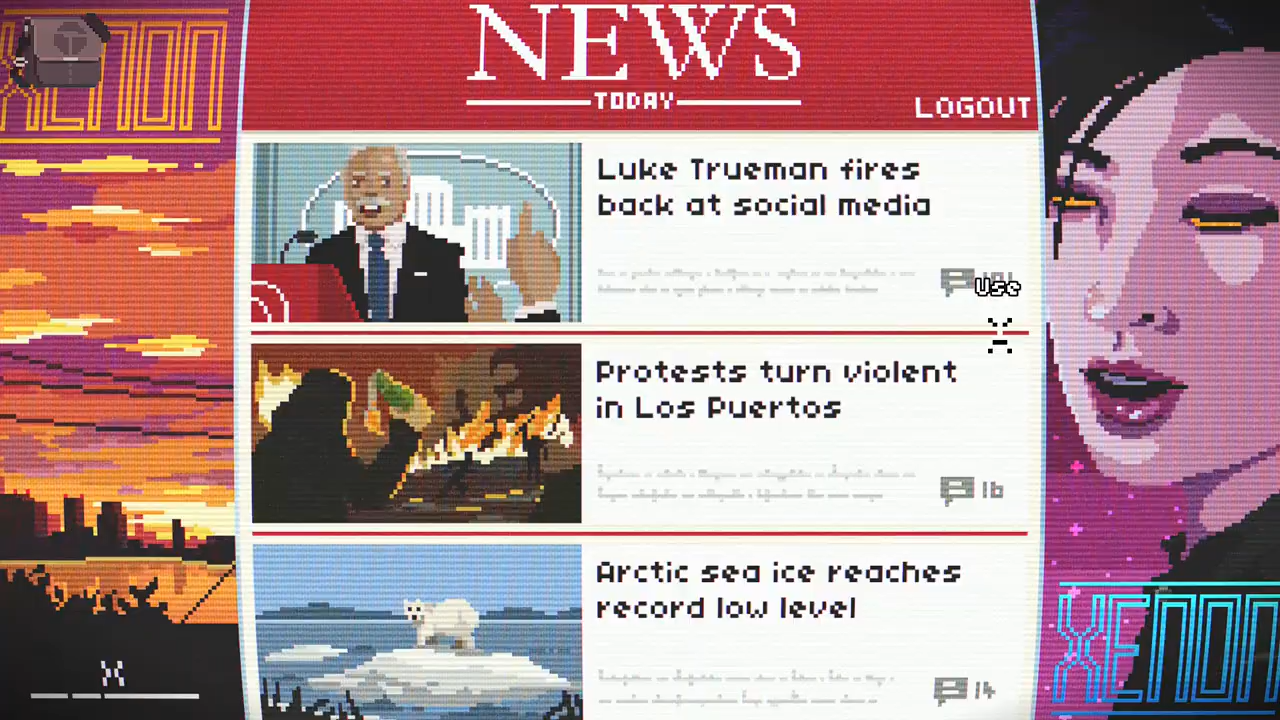 XENON
NEWS
TODAY
LOGOUT
Luke Trueman fires
back at social media
Use
Protests turn violent
in Los Puertos
16
Arctic sea ice reaches
record low level
14
X
XENON